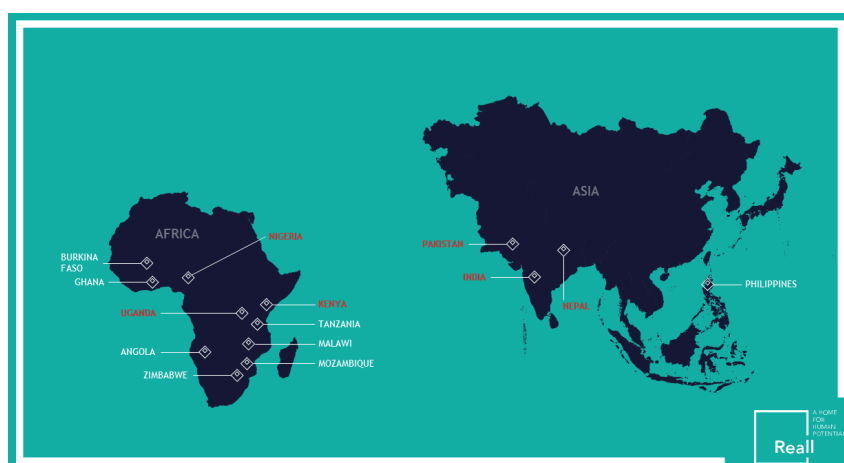 AFRICA
NIGERIA
BURKINA
FASO
GHANA
UGANDA
KENYA
TANZANIA
MALAWI
ANGOLA
MOZAMBIQUE
ZIMBABWE
ASIA
PAKISTAN
INDIA
NEPAL
PHILIPPINES
A HOME
FOR
HUMAN
POTENTIAL
Reall